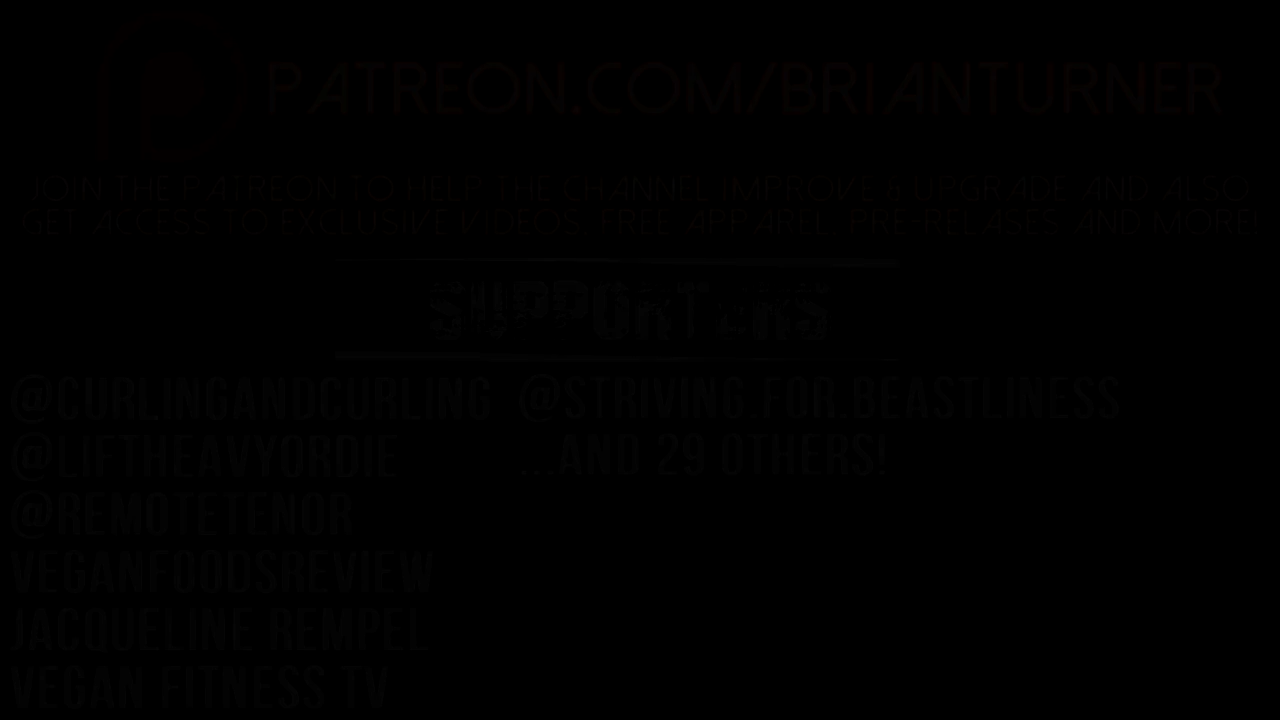 PATREON.COM/BRIANTURNER
JOIN THE PATREON TO HELP THE CHANNEL IMPROVE & UPGRADE AND ALSO
GET ACCESS TO EXCLUSIVE VIDEOS, FREE APPAREL, PRE-RELASES AND MORE!
SUPPORTERS
@CURLINGANDCURLING
@LIFTHEAVYORDIE
@REMOTETENOR
VEGANFOODSREVIEW
JACQUELINE REMPEL
VEGAN FITNESS TV
@STRIVING.FOR.BEASTLINESS
...AND 29 OTHERS!